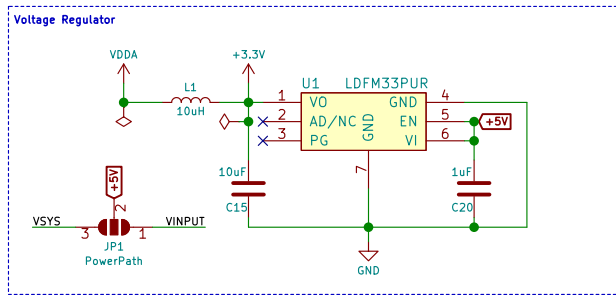 Voltage Regulator
VDDA
+3.3V
L1
10uH
U1 LDFM33PUR
1 VO GND 4
2 AD/NC EN 5 +5V
3 PG GND VI 6
7
10uF
C15
1uF
C20
+5V
2
VSYS VINPUT
3 1
JP1
PowerPath
GND